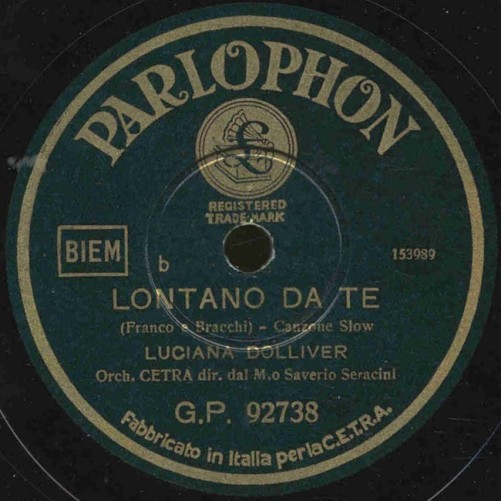 PARLOPHON
£
REGISTERED
TRADE-MARK
BIEM
b
153989
LONTANO DA TE
(Franco e Bracchi) - Canzone Slow
LUCIANA DOLLIVER
Orch. CETRA dir. dal M.o Saverio Seracini
G.P. 92738
Fabbricato in Italia per la C.E.T.R.A.